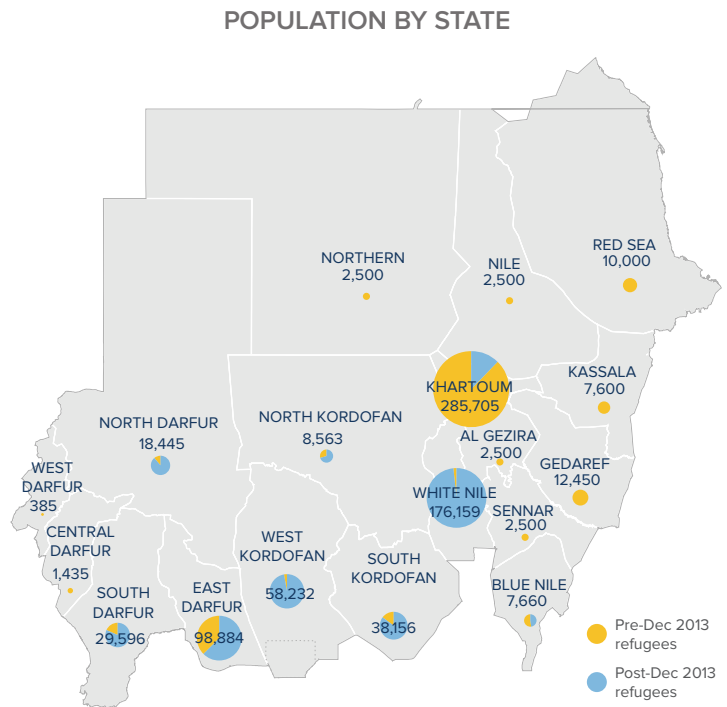 POPULATION BY STATE
NORTHERN
2,500
NILE
2,500
RED SEA
10,000
KHARTOUM
285,705
KASSALA
7,600
NORTH DARFUR
18,445
NORTH KORDOFAN
8,563
AL GEZIRA
2,500
GEDAREF
12,450
WEST
DARFUR
385
WHITE NILE
176,159
SENNAR
2,500
CENTRAL
DARFUR
1,435
WEST
KORDOFAN
58,232
SOUTH
KORDOFAN
38,156
SOUTH
DARFUR
29,596
EAST
DARFUR
98,884
BLUE NILE
7,660
Pre-Dec 2013
refugees
Post-Dec 2013
refugees